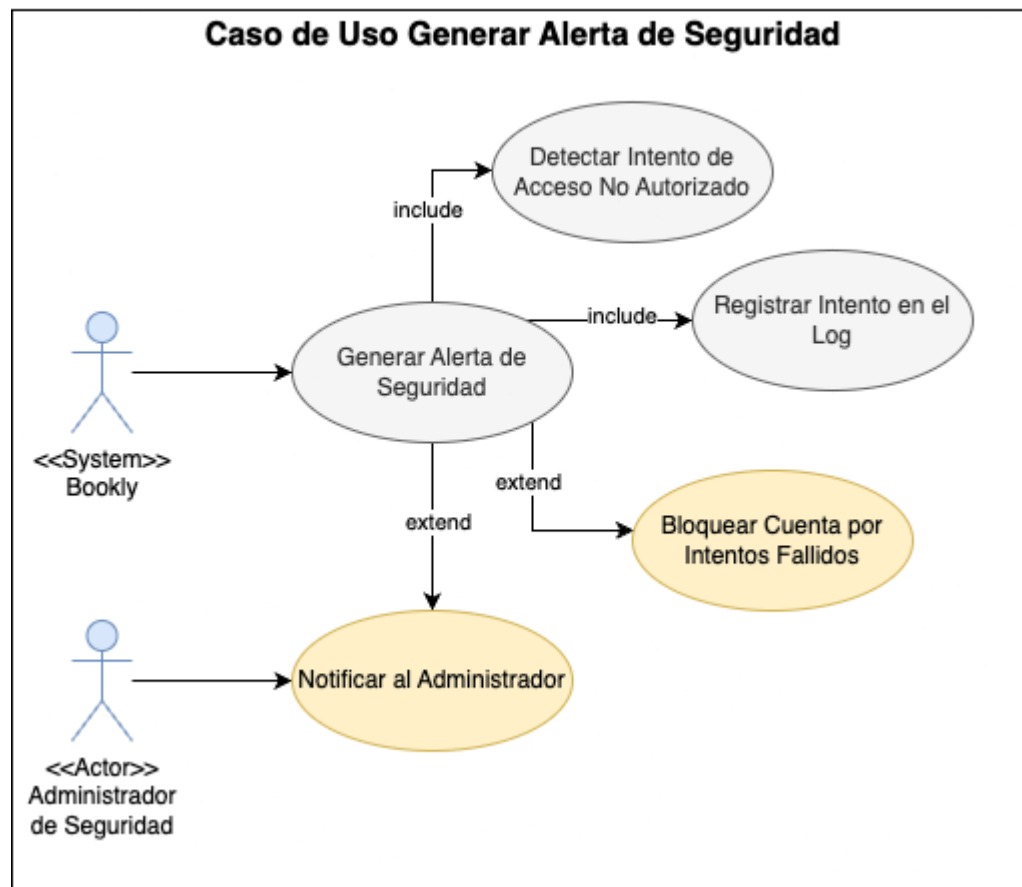 Caso de Uso Generar Alerta de Seguridad
Detectar Intento de
Acceso No Autorizado
include
Registrar Intento en el
Log
include
Generar Alerta de
Seguridad
<<System>>
Bookly
extend
extend
Bloquear Cuenta por
Intentos Fallidos
Notificar al Administrador
<<Actor>>
Administrador
de Seguridad